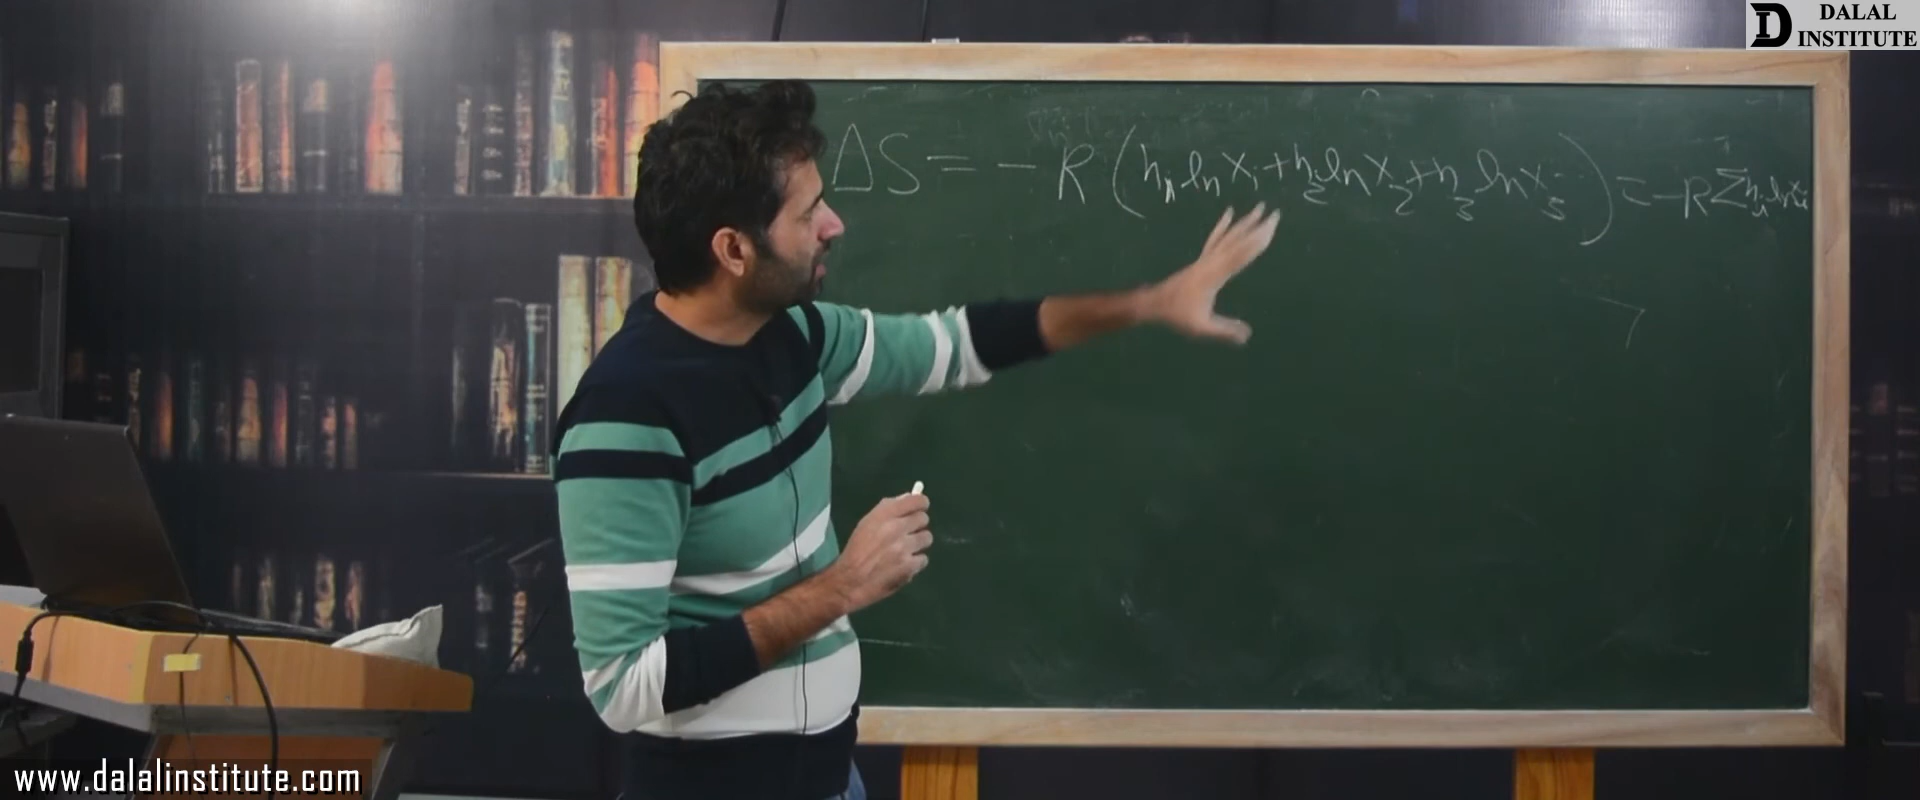 DALAL
INSTITUTE
ΔS = - R (n₁ ln x₁ + n₂ ln x₂ + n₃ ln x₃) = - R Σ nᵢ ln xᵢ
www.dalalinstitute.com